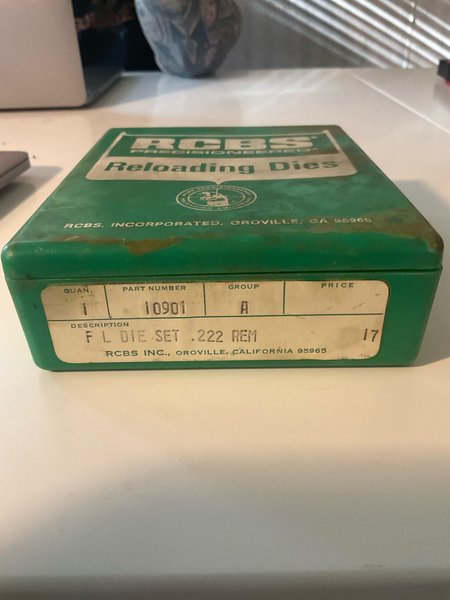 RCBS
PRECISIONEERED
Reloading Dies
RCBS, INCORPORATED, OROVILLE, CA 95965
QUAN. PART NUMBER GROUP PRICE
1 10901 A
DESCRIPTION
F L DIE SET .222 REM 17
RCBS INC., OROVILLE, CALIFORNIA 95965